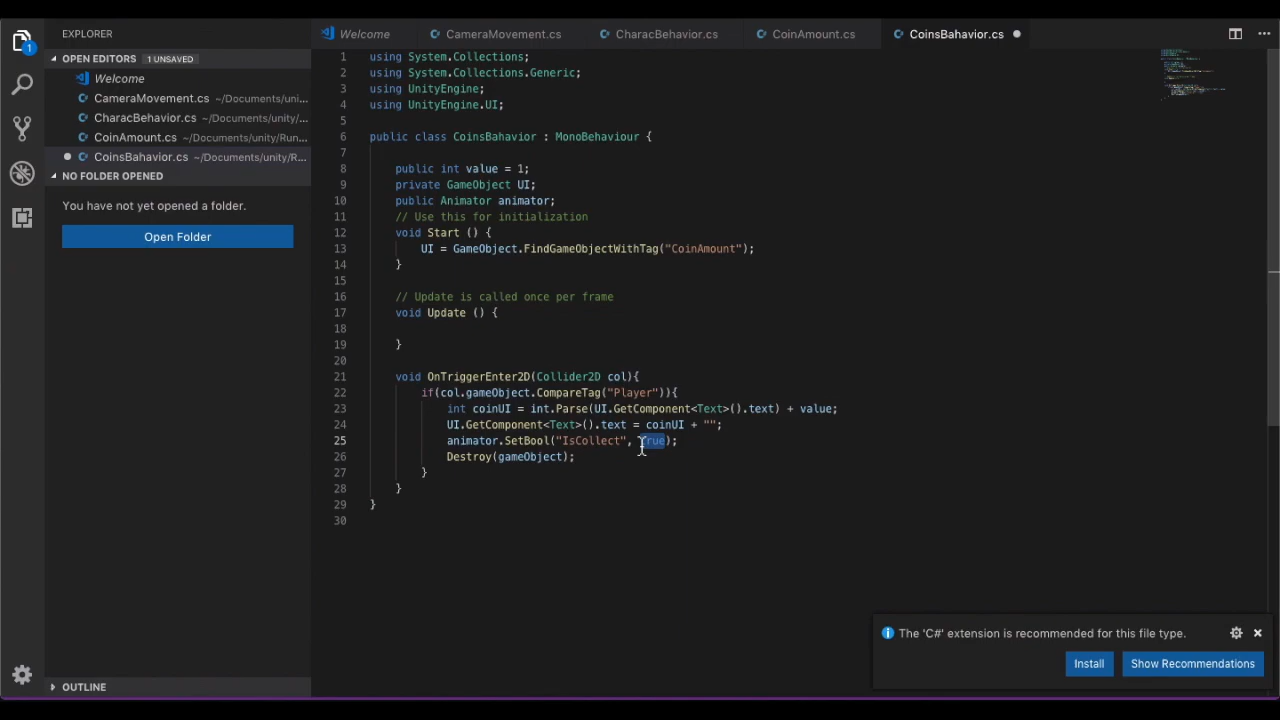 EXPLORER
OPEN EDITORS 1 UNSAVED
Welcome
CameraMovement.cs ~/Documents/uni...
CharacBehavior.cs ~/Documents/unity...
CoinAmount.cs ~/Documents/unity/Run...
CoinsBahavior.cs ~/Documents/unity/R...
NO FOLDER OPENED
You have not yet opened a folder.
Open Folder
OUTLINE
1
Welcome CameraMovement.cs CharacBehavior.cs CoinAmount.cs CoinsBahavior.cs
1 using System.Collections;
2 using System.Collections.Generic;
3 using UnityEngine;
4 using UnityEngine.UI;
5
6 public class CoinsBahavior : MonoBehaviour {
7
8 public int value = 1;
9 private GameObject UI;
10 public Animator animator;
11 // Use this for initialization
12 void Start () {
13 UI = GameObject.FindGameObjectWithTag("CoinAmount");
14 }
15
16 // Update is called once per frame
17 void Update () {
18
19 }
20
21 void OnTriggerEnter2D(Collider2D col){
22 if(col.gameObject.CompareTag("Player")){
23 int coinUI = int.Parse(UI.GetComponent<Text>().text) + value;
24 UI.GetComponent<Text>().text = coinUI + "";
25 animator.SetBool("IsCollect", true);
26 Destroy(gameObject);
27 }
28 }
29 }
30
The 'C#' extension is recommended for this file type.
Install Show Recommendations